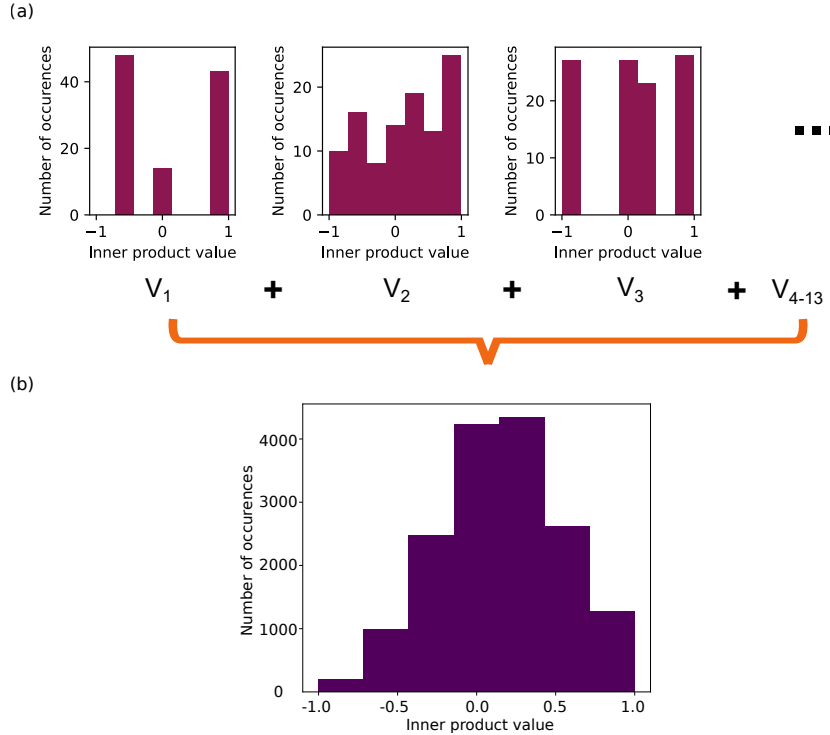 (a)
Number of occurences
40
20
0
−1 0 1
Inner product value
Number of occurences
20
10
0
−1 0 1
Inner product value
Number of occurences
20
10
0
−1 0 1
Inner product value
V1 + V2 + V3 + V4-13
(b)
Number of occurences
4000
3000
2000
1000
0
-1.0 -0.5 0.0 0.5 1.0
Inner product value